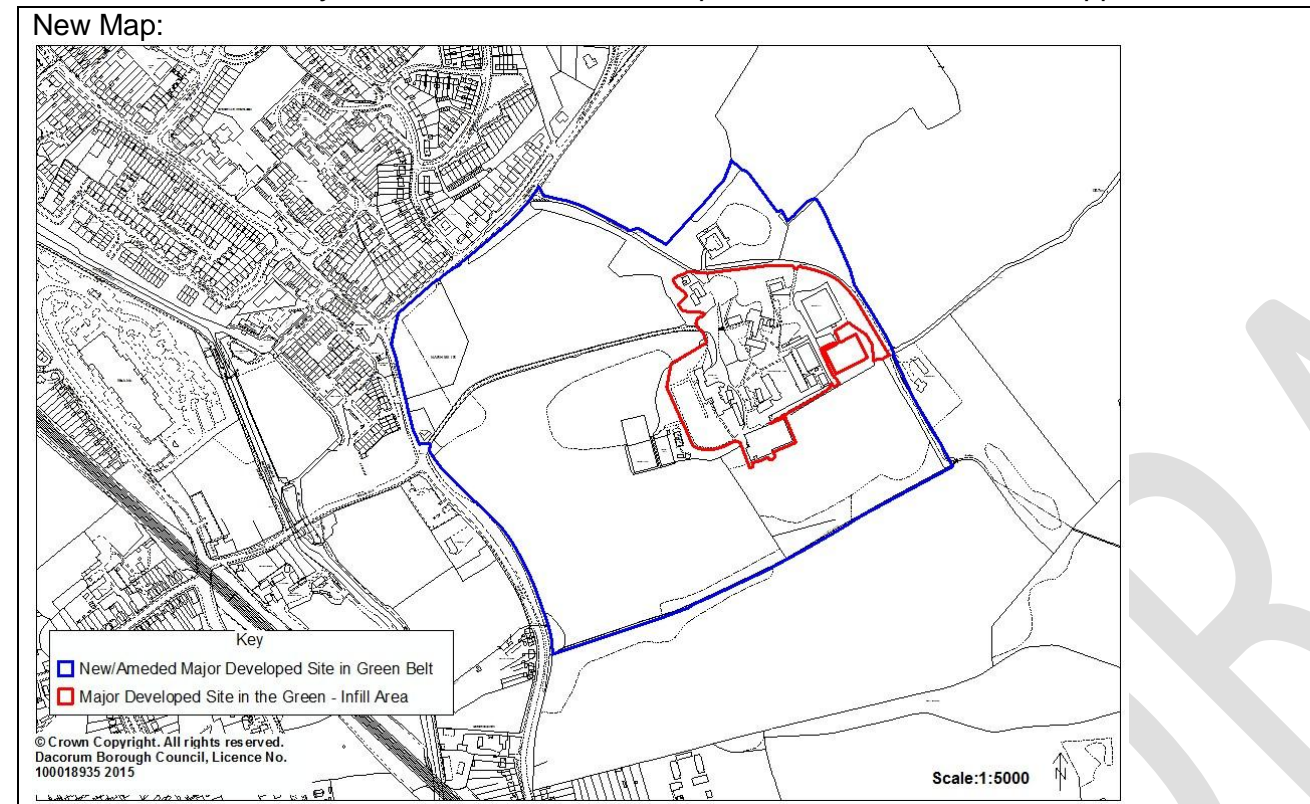 New Map:
Key
New/Ameded Major Developed Site in Green Belt
Major Developed Site in the Green - Infill Area
© Crown Copyright. All rights reserved.
Dacorum Borough Council, Licence No.
100018935 2015
Scale:1:5000
N